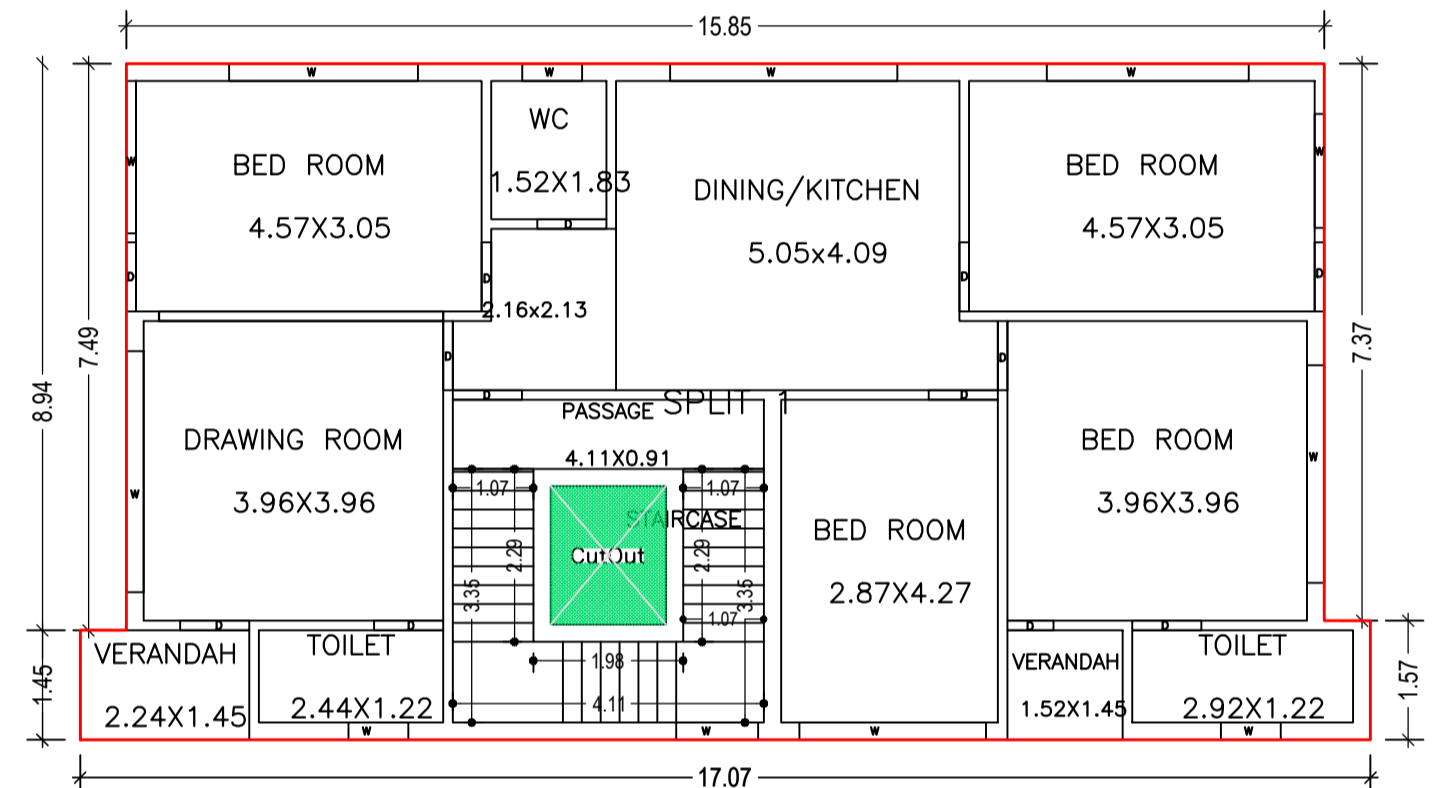 15.85
W
W
W
W
WC
1.52X1.83
BED ROOM
4.57X3.05
DINING/KITCHEN
5.05x4.09
BED ROOM
4.57X3.05
W
W
D
D
D
D
D
2.16x2.13
8.94
7.49
7.37
D
D
D
D
SPLIT 1
PASSAGE
4.11X0.91
DRAWING ROOM
3.96X3.96
BED ROOM
3.96X3.96
W
W
1.07
1.07
STAIRCASE
CutOut
2.29
3.35
2.29
3.35
1.07
BED ROOM
2.87X4.27
D
D
D
D
VERANDAH
2.24X1.45
TOILET
2.44X1.22
1.98
4.11
VERANDAH
1.52X1.45
TOILET
2.92X1.22
1.45
1.57
W
W
W
W
17.07